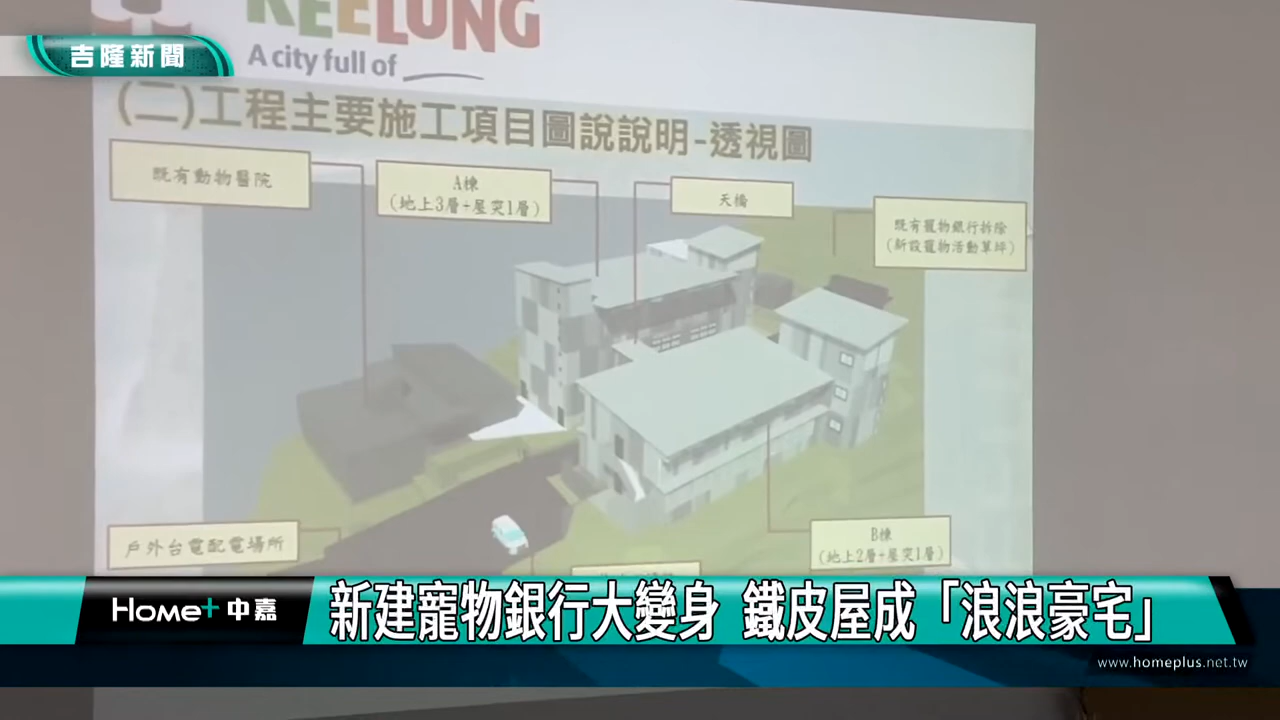 KEELUNG
吉隆新聞
A city full of
(二)工程主要施工項目圖說說明-透視圖
既有動物醫院
A棟
(地上3層+屋突1層)
天橋
既有寵物銀行拆除
(新設寵物活動草坪)
戶外台電配電場所
B棟
(地上2層+屋突1層)
Home+ 中嘉
新建寵物銀行大變身 鐵皮屋成「浪浪豪宅」
www.homeplus.net.tw